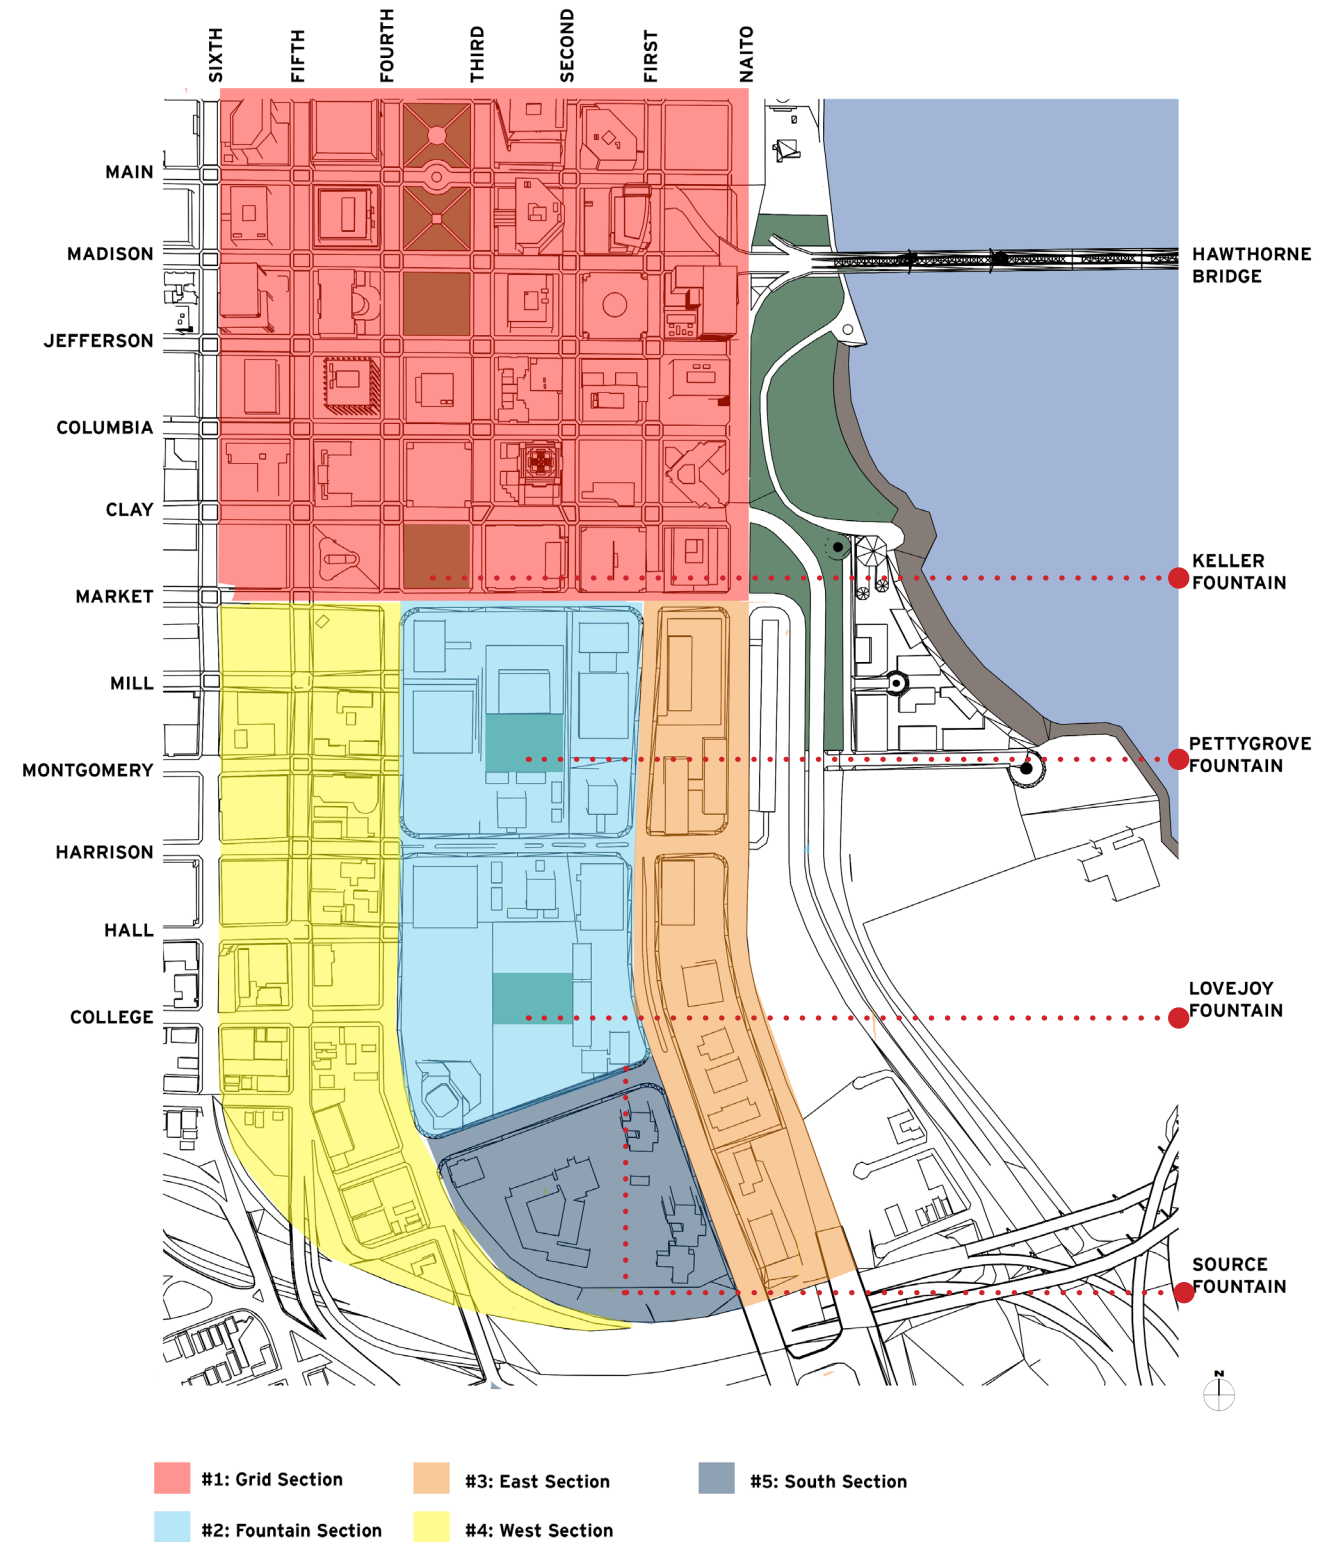 SIXTH
FIFTH
FOURTH
THIRD
SECOND
FIRST
NAITO
MAIN
MADISON
HAWTHORNE
BRIDGE
JEFFERSON
COLUMBIA
CLAY
KELLER
FOUNTAIN
MARKET
MILL
PETTYGROVE
FOUNTAIN
MONTGOMERY
HARRISON
HALL
LOVEJOY
FOUNTAIN
COLLEGE
SOURCE
FOUNTAIN
N
#1: Grid Section
#3: East Section
#5: South Section
#2: Fountain Section
#4: West Section